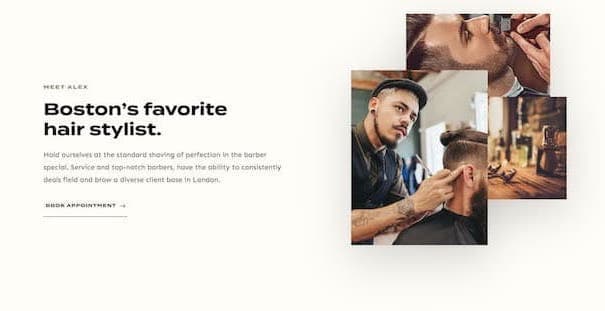 MEET ALEX
Boston's favorite
hair stylist.
Hold ourselves at the standard shaving of perfection in the barber
special. Service and top-notch barbers, have the ability to consistently
deals field and brow a diverse client base in London.
BOOK APPOINTMENT →